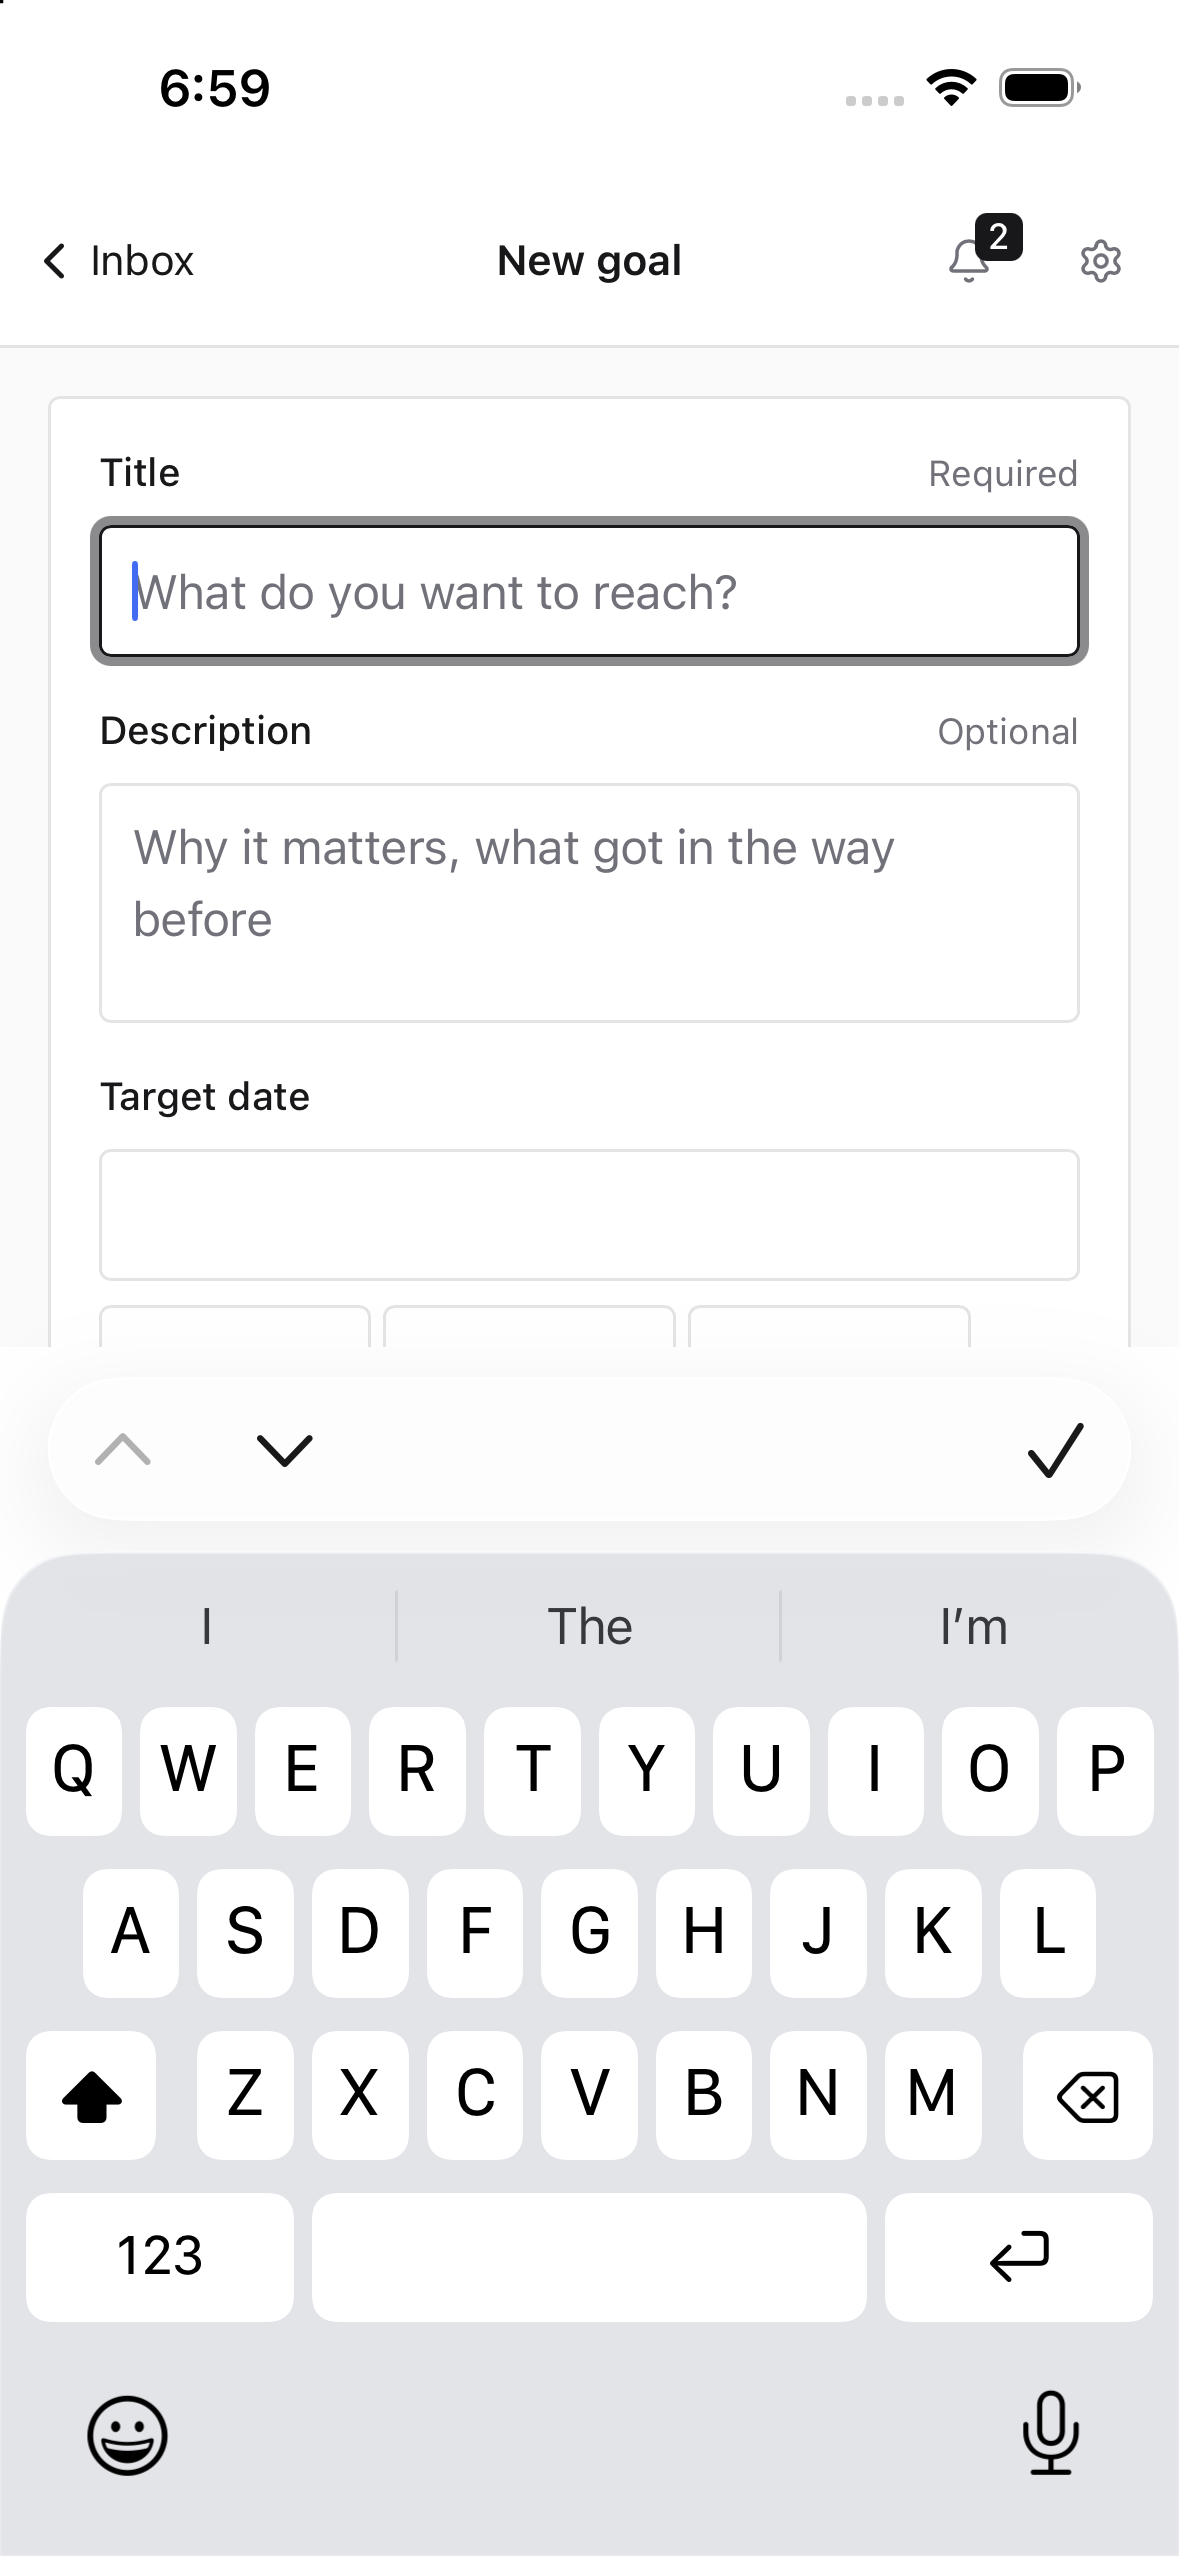 6:59
Inbox
New goal
2
Title
Required
What do you want to reach?
Description
Optional
Why it matters, what got in the way
before
Target date
I
The
I’m
Q W E R T Y U I O P
A S D F G H J K L
Z X C V B N M
123